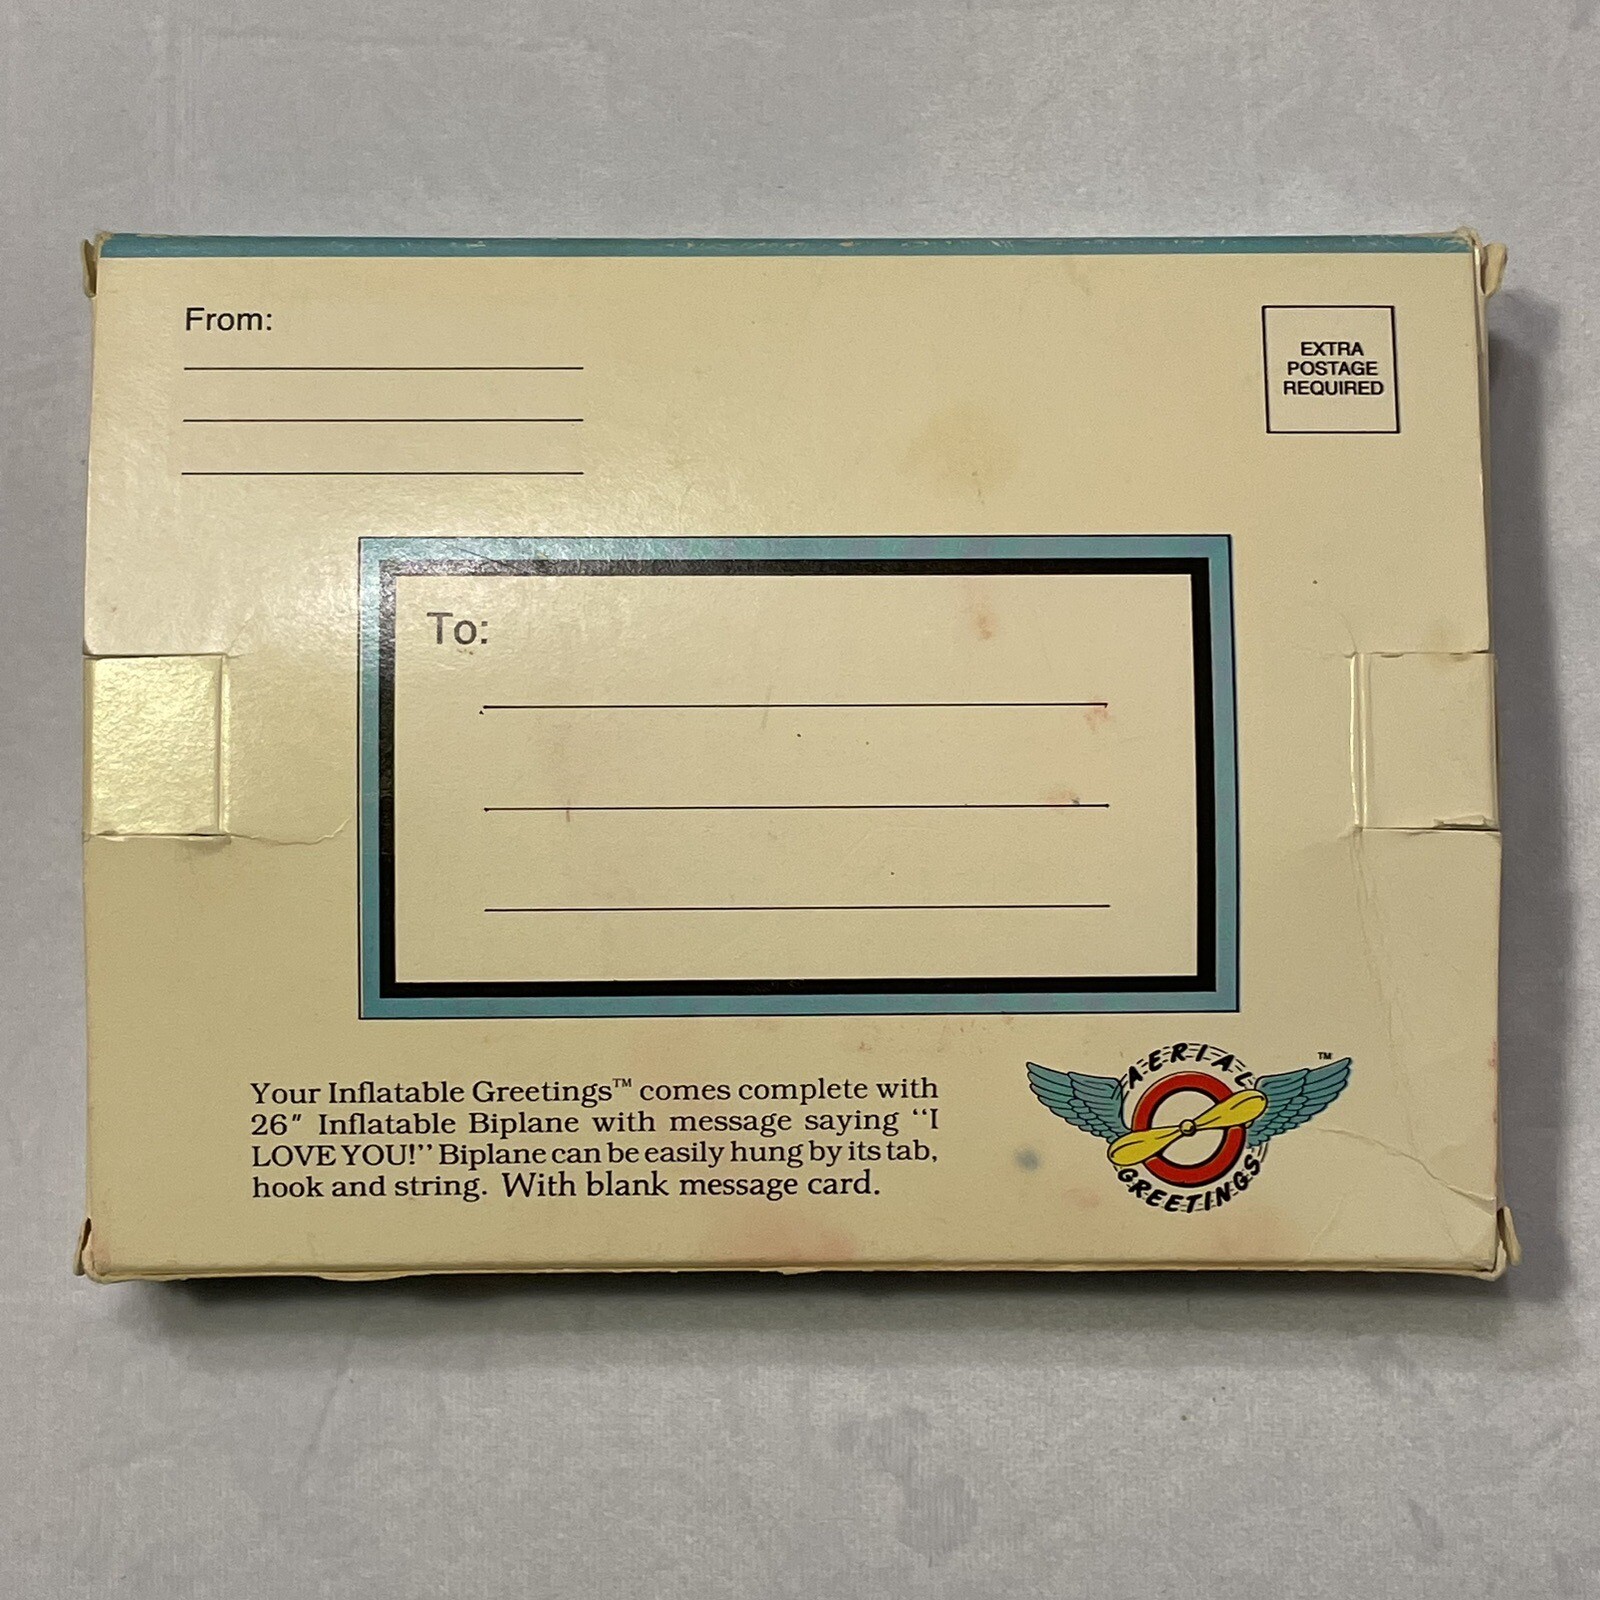 From:
EXTRA
POSTAGE
REQUIRED
To:
Your Inflatable Greetings™ comes complete with
26″ Inflatable Biplane with message saying ‘‘I
LOVE YOU!’’ Biplane can be easily hung by its tab,
hook and string. With blank message card.
AERIAL
GREETINGS
TM